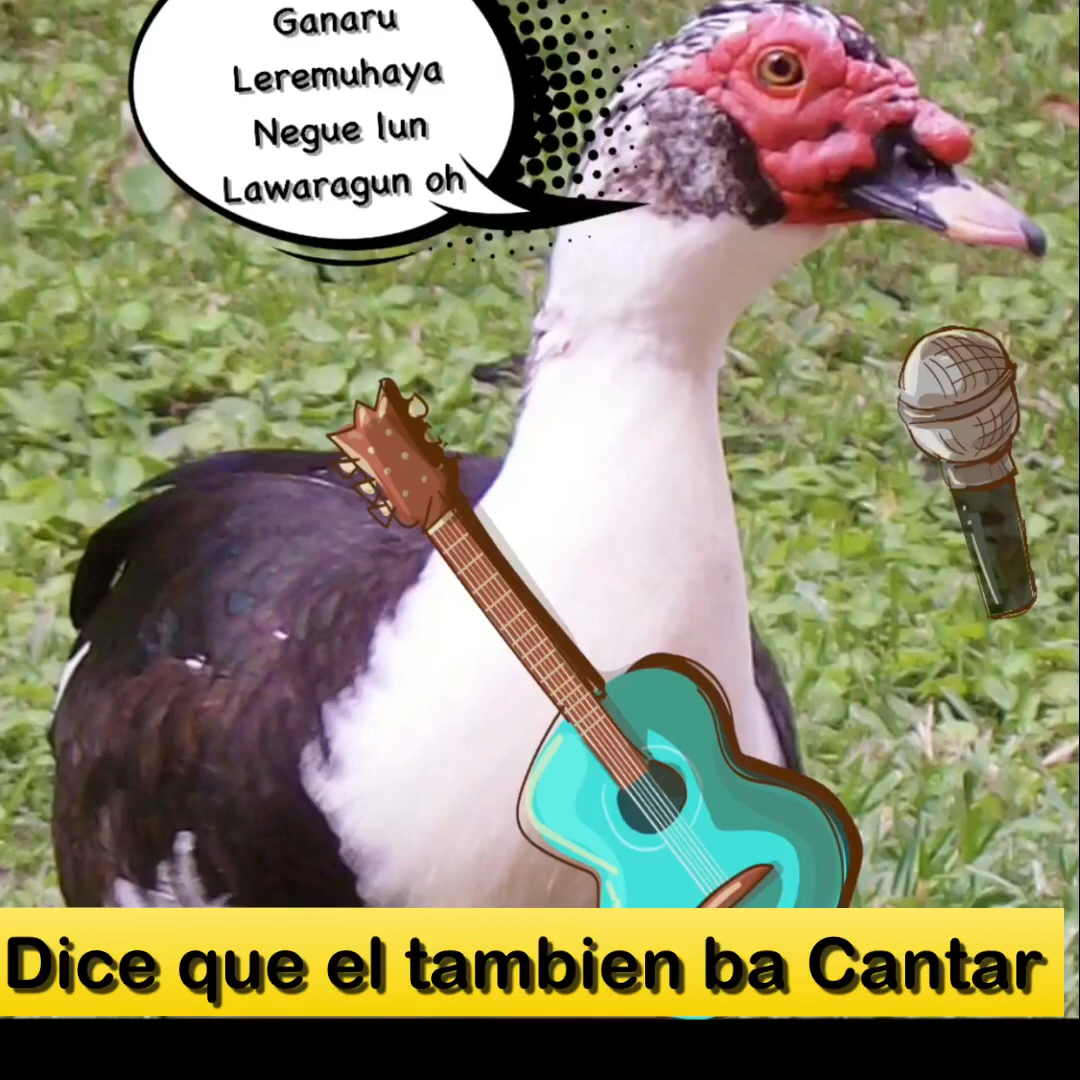 Ganaru
Leremuhaya
Negue lun
Lawaragun oh
Dice que el tambien ba Cantar